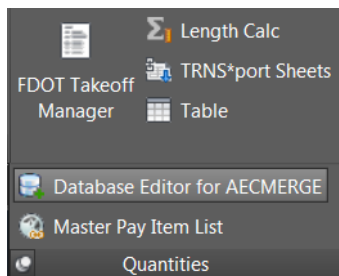 FDOT Takeoff
Manager
Length Calc
TRNS*port Sheets
Table
Database Editor for AECMERGE
Master Pay Item List
Quantities